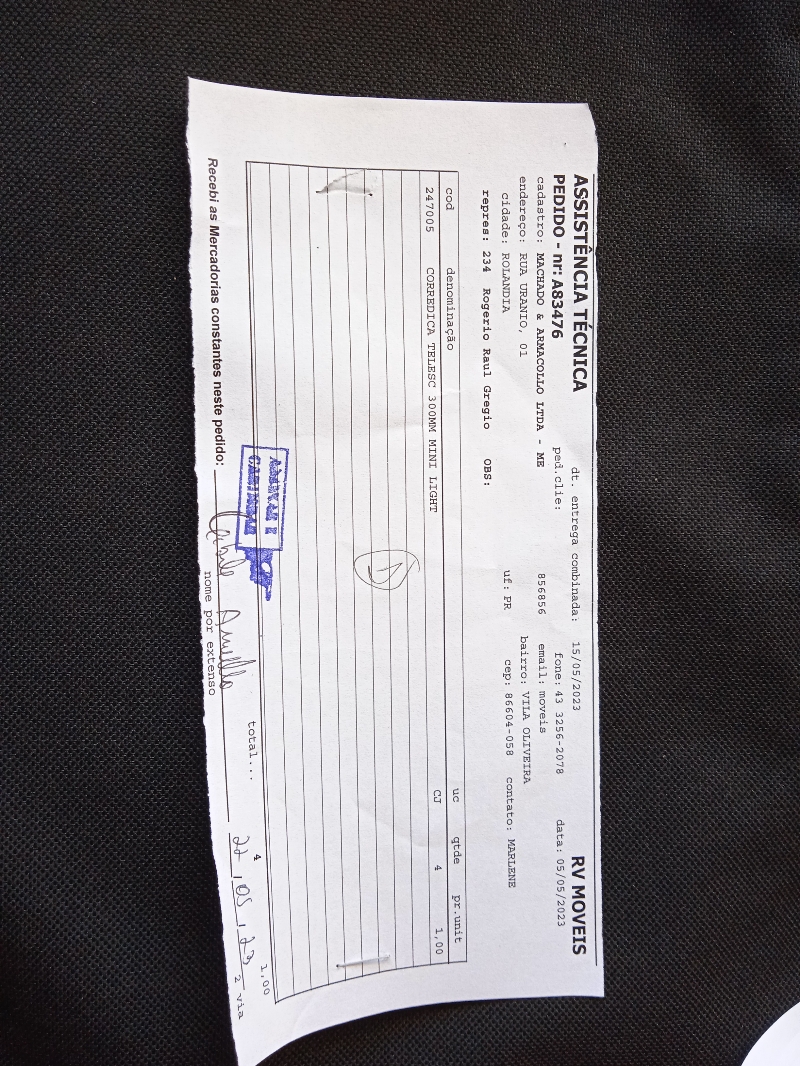 ASSISTÊNCIA TÉCNICA dt. entrega combinada: 15/05/2023 RV MOVEIS
PEDIDO - nr: A83476 ped.clie: fone: 43 3256-2078 data: 05/05/2023
cadastro: MACHADO & ARMACOLLO LTDA - ME 856856 email: moveis
endereço: RUA URANIO, 01 bairro: VILA OLIVEIRA
cidade: ROLANDIA uf: PR cep: 86604-058 contato: MARLENE
repres: 234 Rogerio Raul Gregio OBS:
cod denominação uc qtde pr.unit
247005 CORREDICA TELESC 300MM MINI LIGHT CJ 4 1,00
total... 4 1,00
Recebi as Mercadorias constantes neste pedido:
nome por extenso 2 via